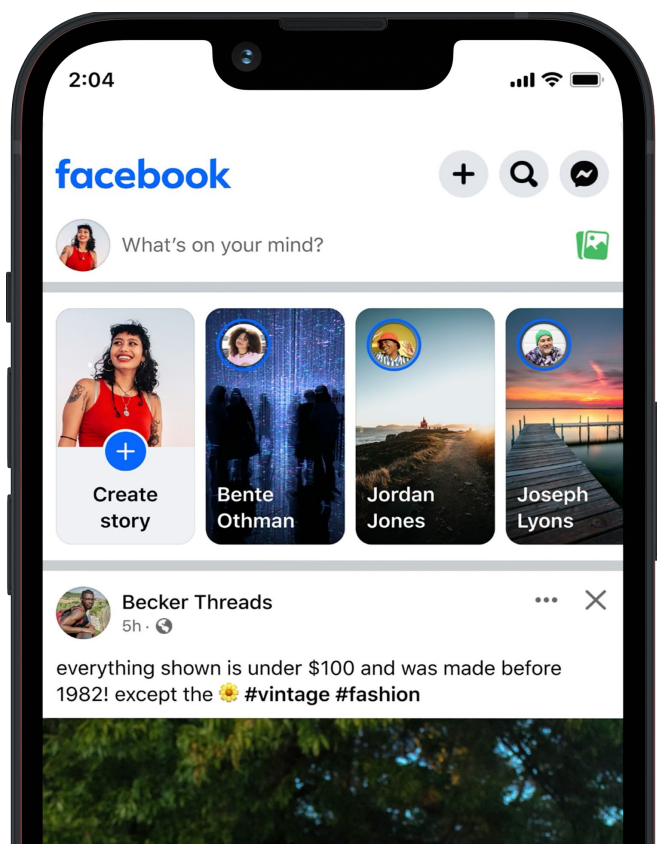 2:04
facebook
What's on your mind?
Create
story
Bente
Othman
Jordan
Jones
Joseph
Lyons
Becker Threads
5h ·
everything shown is under $100 and was made before
1982! except the 🌼 #vintage #fashion